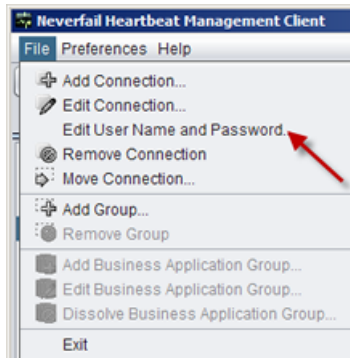 Neverfail Heartbeat Management Client
File Preferences Help
Add Connection...
Edit Connection...
Edit User Name and Password...
Remove Connection
Move Connection...
Add Group...
Remove Group
Add Business Application Group...
Edit Business Application Group...
Dissolve Business Application Group...
Exit